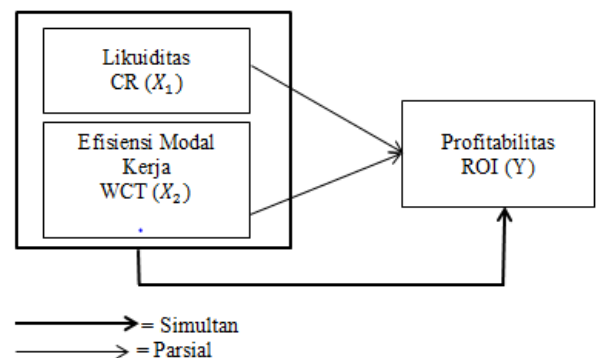 Likuiditas
CR (X₁)
Efisiensi Modal
Kerja
WCT (X₂)
Profitabilitas
ROI (Y)
= Simultan
= Parsial